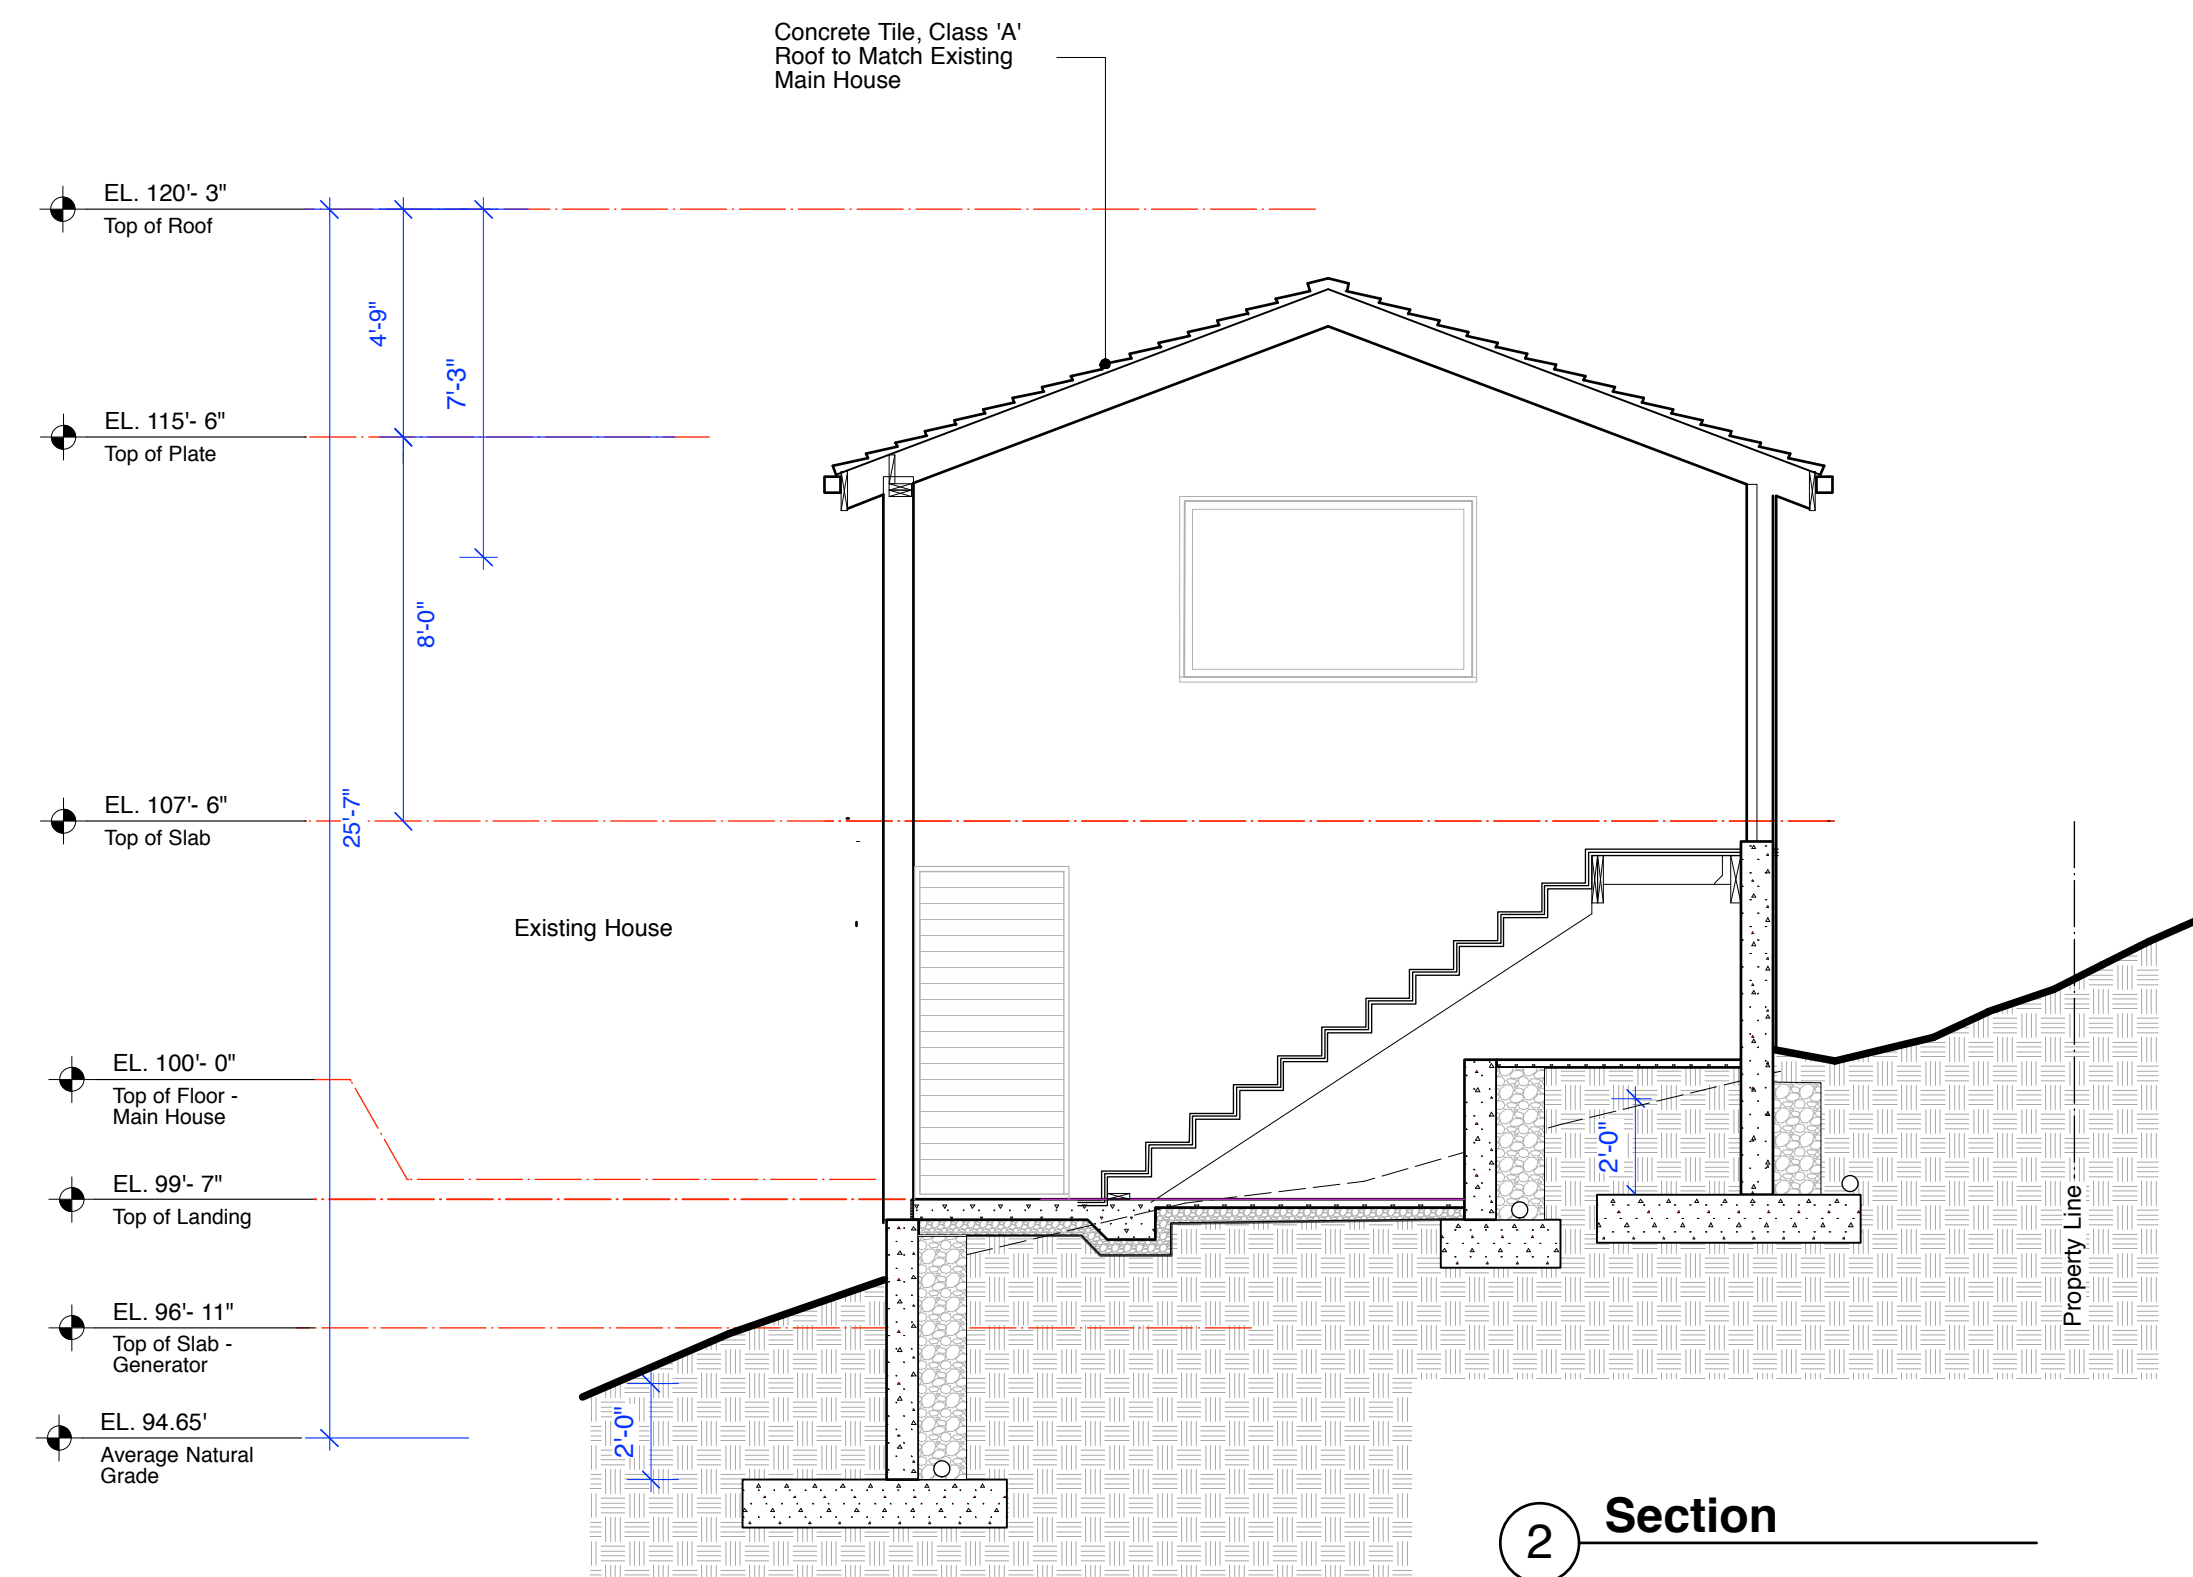 Concrete Tile, Class 'A'
Roof to Match Existing
Main House
EL. 120'- 3"
Top of Roof
4'-9"
7'-3"
EL. 115'- 6"
Top of Plate
8'-0"
EL. 107'- 6"
Top of Slab
25'-7"
Existing House
EL. 100'- 0"
Top of Floor -
Main House
2'-0"
EL. 99'- 7"
Top of Landing
Property Line
EL. 96'- 11"
Top of Slab -
Generator
EL. 94.65'
Average Natural
Grade
2'-0"
2
Section